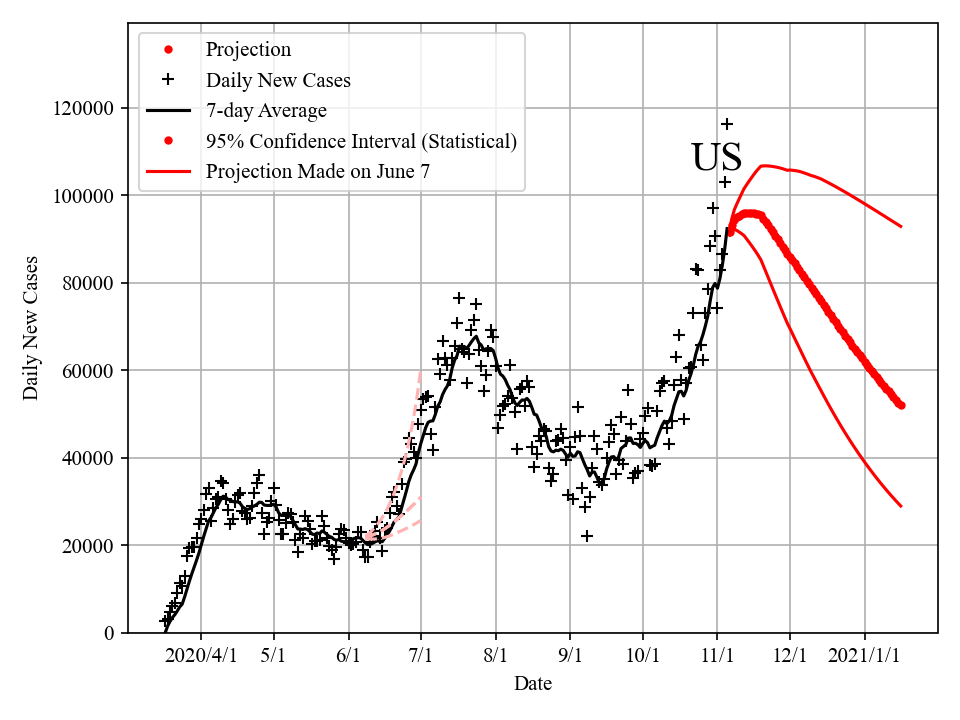 Projection
Daily New Cases
7-day Average
95% Confidence Interval (Statistical)
Projection Made on June 7
US
120000
100000
80000
60000
40000
20000
0
Daily New Cases
2020/4/1 5/1 6/1 7/1 8/1 9/1 10/1 11/1 12/1 2021/1/1
Date